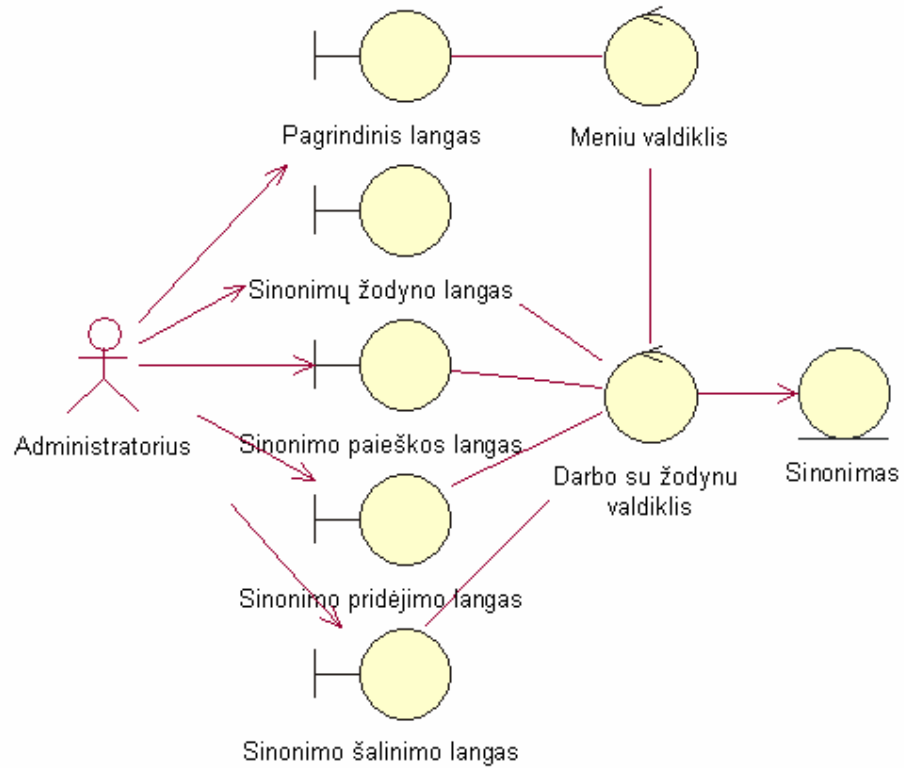 Pagrindinis langas
Meniu valdiklis
Sinonimų žodyno langas
Administratorius
Sinonimo paieškos langas
Darbo su žodynu
valdiklis
Sinonimas
Sinonimo pridėjimo langas
Sinonimo šalinimo langas